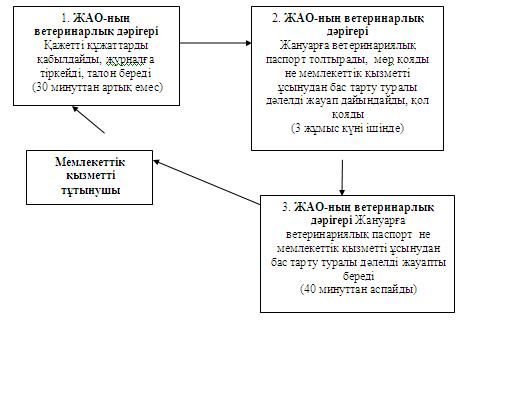 1. ЖАО-ның
ветеринарлық дәрігері
Қажетті құжаттарды
қабылдайды, журналға
тіркейді, талон береді
(30 минуттан артық емес)
2. ЖАО-ның ветеринарлық
дәрігері
Жануарға ветеринариялық
паспорт толтырады, мөр қояды
не мемлекеттік қызметті
ұсынудан бас тарту туралы
дәлелді жауап дайындайды, қол
қояды
(3 жұмыс күні ішінде)
Мемлекеттік
қызметті
тұтынушы
3. ЖАО-ның ветеринарлық
дәрігері Жануарға
ветеринариялық паспорт не
мемлекеттік қызметті ұсынудан
бас тарту туралы дәлелді жауапты
береді
(40 минуттан аспайды)